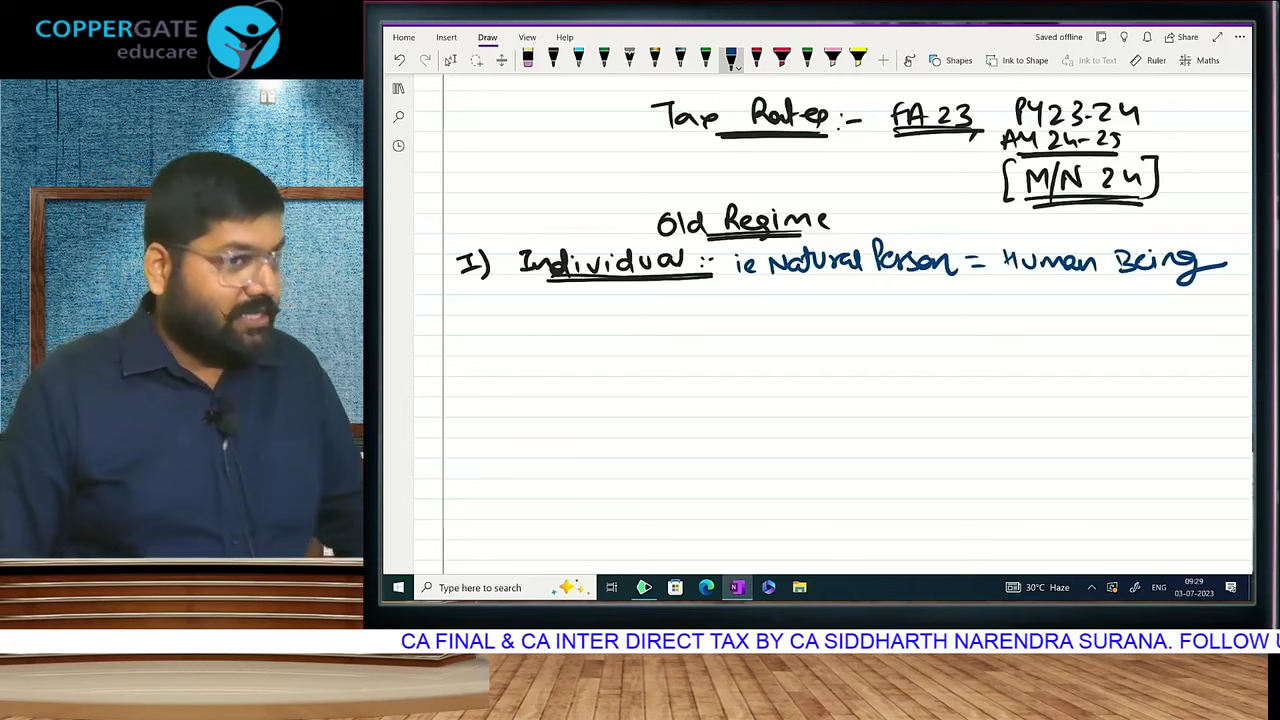 COPPERGATE
educare
Home Insert Draw View Help
Saved offline
Share
Shapes
Ink to Shape
Ink to Text
Ruler
Maths
Tax Rates :- FA 23, PY 23-24
AY 24-25
[M/N 24]
Old Regime
I) Individual :- ie Natural Person = Human Being
Type here to search
30°C Haze
ENG
09:29
03-07-2023
CA FINAL & CA INTER DIRECT TAX BY CA SIDDHARTH NARENDRA SURANA. FOLLOW U